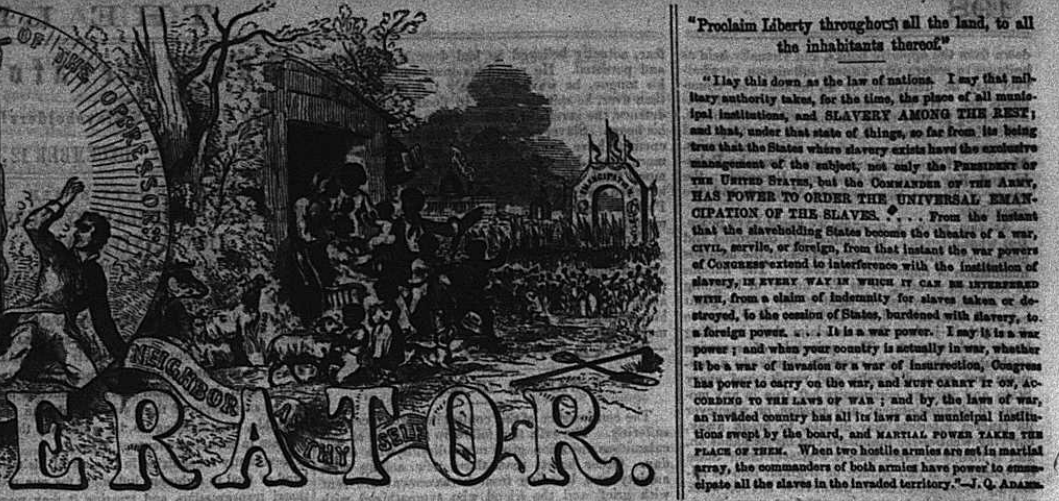 OF THE OPPRESSOR
EMANCIPATION
NEIGHBOR
THY SELF
ERATOR.
"Proclaim Liberty throughout all the land, to all
the inhabitants thereof."
"I lay this down as the law of nations. I say that mil-
itary authority takes, for the time, the place of all munic-
ipal institutions, and SLAVERY AMONG THE REST;
and that, under that state of things, so far from its being
true that the States where slavery exists have the exclusive
management of the subject, not only the PRESIDENT OF
THE UNITED STATES, but the COMMANDER OF THE ARMY,
HAS POWER TO ORDER THE UNIVERSAL EMAN-
CIPATION OF THE SLAVES. . . . From the instant
that the slaveholding States become the theatre of a war,
CIVIL, servile, or foreign, from that instant the war powers
of CONGRESS extend to interference with the institution of
slavery, IN EVERY WAY IN WHICH IT CAN BE INTERFERED
WITH, from a claim of indemnity for slaves taken or de-
stroyed, to the cession of States, burdened with slavery, to
a foreign power. . . . It is a war power. I say it is a war
power; and when your country is actually in war, whether
it be a war of invasion or a war of insurrection, Congress
has power to carry on the war, and MUST CARRY IT ON, AC-
CORDING TO THE LAWS OF WAR; and by the laws of war,
an invaded country has all its laws and municipal institu-
tions swept by the board, and MARTIAL POWER TAKES THE
PLACE OF THEM. When two hostile armies are set in martial
array, the commanders of both armies have power to eman-
cipate all the slaves in the invaded territory."—J. Q. ADAMS.